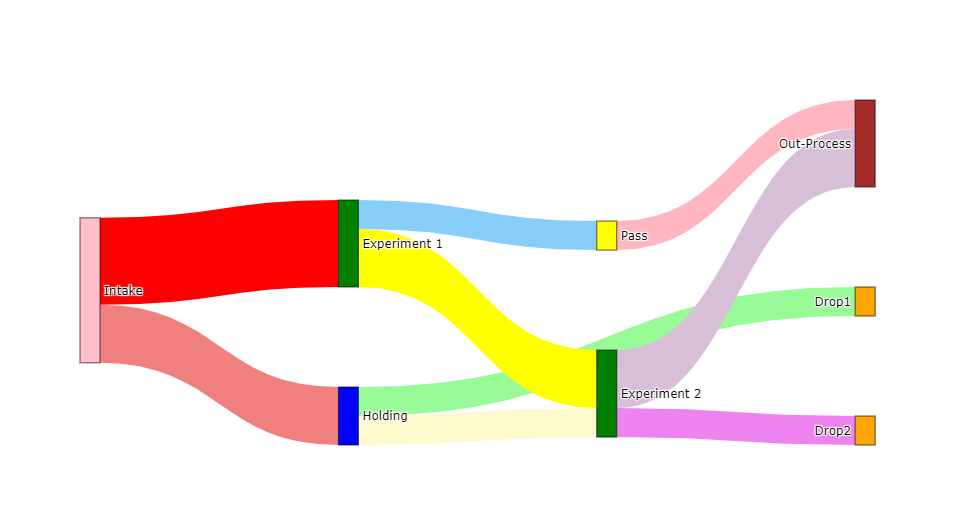 Out-Process
Pass
Experiment 1
Intake
Drop1
Experiment 2
Holding
Drop2